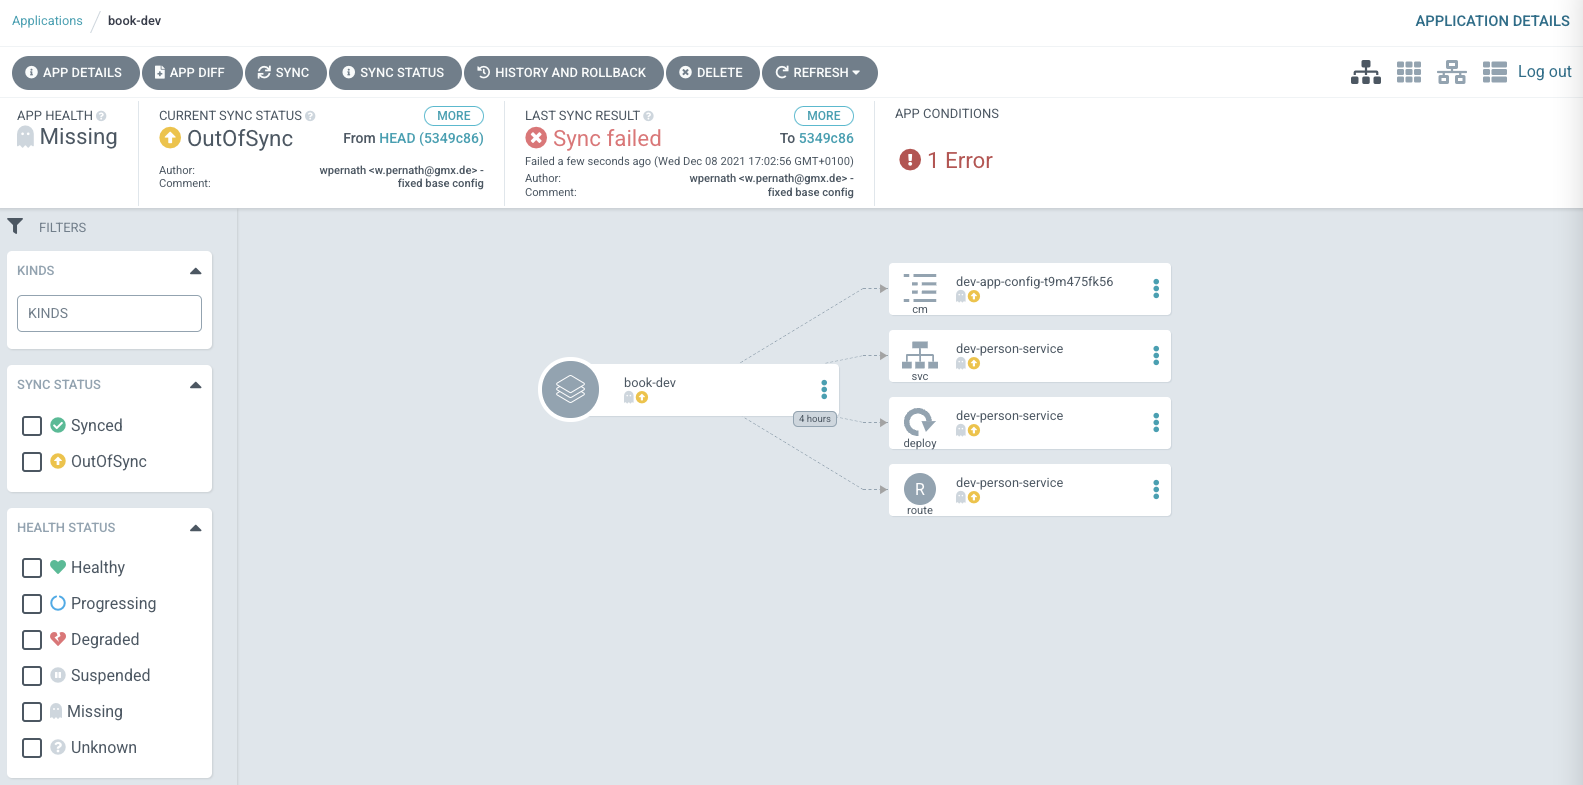 Applications / book-dev
APPLICATION DETAILS
APP DETAILS APP DIFF SYNC SYNC STATUS HISTORY AND ROLLBACK DELETE REFRESH
Log out
APP HEALTH
Missing
CURRENT SYNC STATUS MORE
OutOfSync From HEAD (5349c86)
Author: wpernath <w.pernath@gmx.de> -
Comment: fixed base config
LAST SYNC RESULT MORE
Sync failed To 5349c86
Failed a few seconds ago (Wed Dec 08 2021 17:02:56 GMT+0100)
Author: wpernath <w.pernath@gmx.de> -
Comment: fixed base config
APP CONDITIONS
1 Error
FILTERS
KINDS
KINDS
SYNC STATUS
Synced
OutOfSync
HEALTH STATUS
Healthy
Progressing
Degraded
Suspended
Missing
Unknown
book-dev
4 hours
dev-app-config-t9m475fk56
cm
dev-person-service
svc
dev-person-service
deploy
dev-person-service
R
route